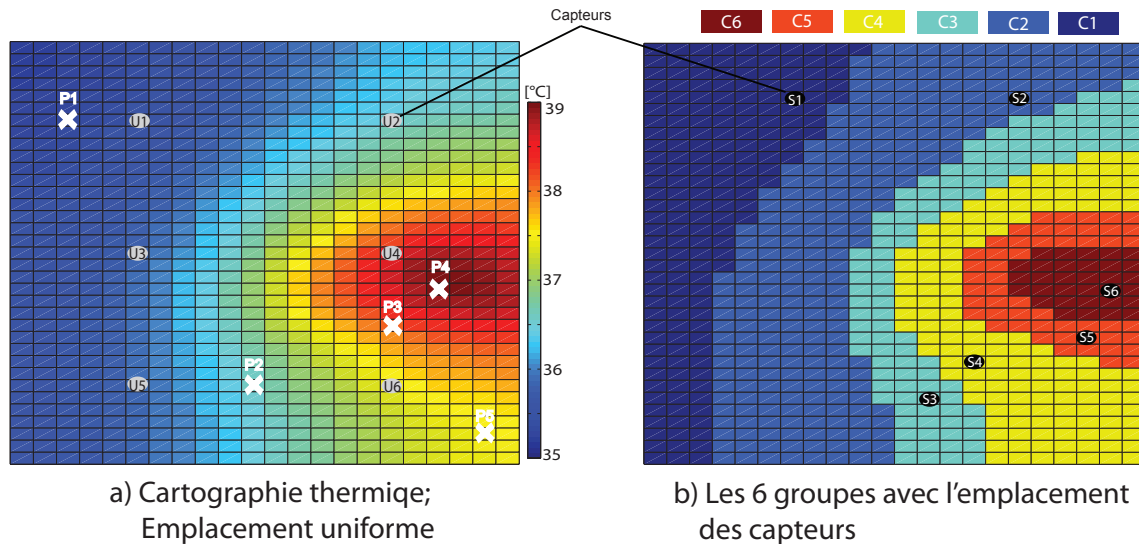 Capteurs
C6 C5 C4 C3 C2 C1
P1
U1
U2
[°C]
39
S1
S2
38
U3
U4
P4
37
P3
S6
S5
36
P2
U5
U6
S4
S3
P5
35
a) Cartographie thermiqe;
Emplacement uniforme
b) Les 6 groupes avec l’emplacement
des capteurs